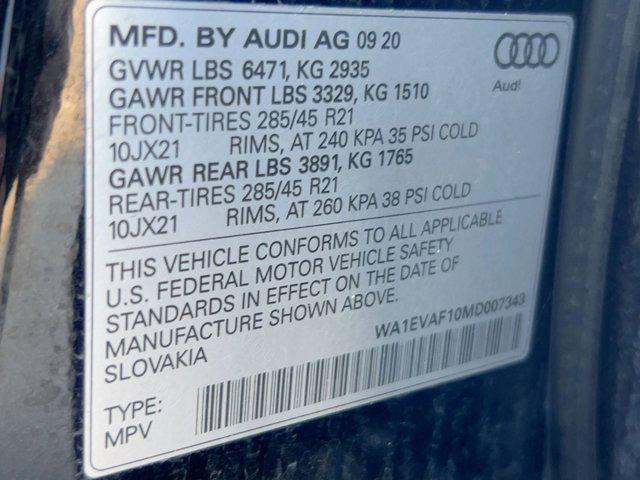 MFD. BY AUDI AG 09 20
Audi
GVWR LBS 6471, KG 2935
GAWR FRONT LBS 3329, KG 1510
FRONT-TIRES 285/45 R21
10JX21 RIMS, AT 240 KPA 35 PSI COLD
GAWR REAR LBS 3891, KG 1765
REAR-TIRES 285/45 R21
10JX21 RIMS, AT 260 KPA 38 PSI COLD
THIS VEHICLE CONFORMS TO ALL APPLICABLE
U.S. FEDERAL MOTOR VEHICLE SAFETY
STANDARDS IN EFFECT ON THE DATE OF
MANUFACTURE SHOWN ABOVE.
SLOVAKIA
WA1EVAF10MD007343
TYPE:
MPV